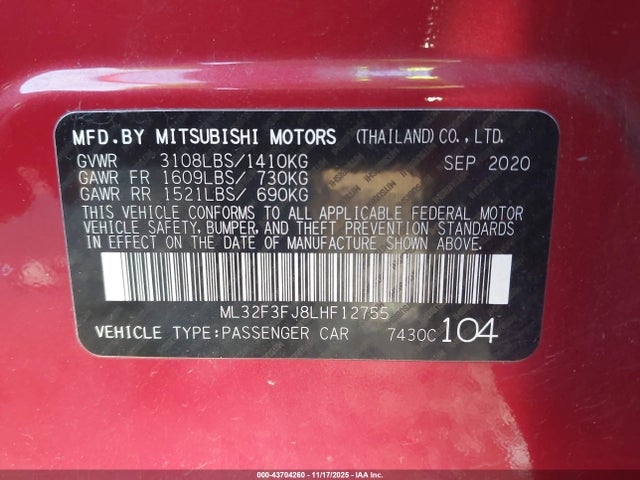 MFD.BY MITSUBISHI MOTORS (THAILAND)CO.,LTD.
GVWR 3108LBS/1410KG SEP 2020
GAWR FR 1609LBS/ 730KG
GAWR RR 1521LBS/ 690KG
THIS VEHICLE CONFORMS TO ALL APPLICABLE FEDERAL MOTOR
VEHICLE SAFETY, BUMPER, AND THEFT PREVENTION STANDARDS
IN EFFECT ON THE DATE OF MANUFACTURE SHOWN ABOVE.
ML32F3FJ8LHF12755
VEHICLE TYPE:PASSENGER CAR 7430C 104
000-43704260 - 11/17/2025 - IAA Inc.